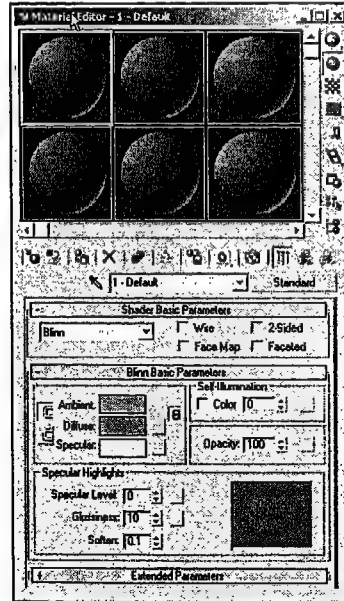 Material Editor - 1 - Default
1 - Default
Standard
Shader Basic Parameters
Blinn
Wire
2-Sided
Face Map
Faceted
Blinn Basic Parameters
Self-Illumination
Ambient:
Color 0
Diffuse:
Specular:
Opacity: 100
Specular Highlights
Specular Level: 0
Glossiness: 10
Soften: 0.1
Extended Parameters